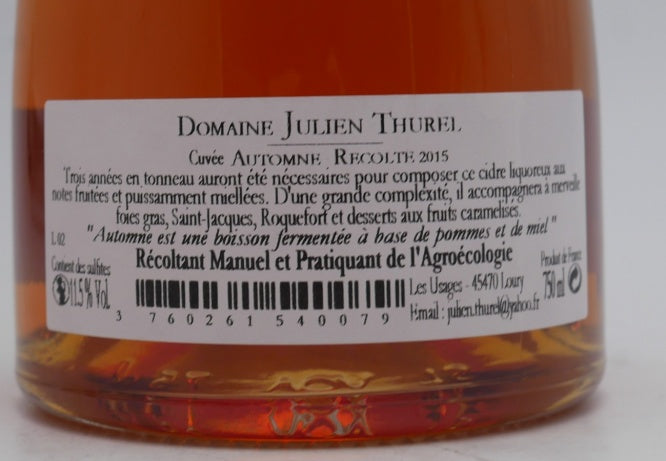 DOMAINE JULIEN THUREL
Cuvée AUTOMNE RECOLTE 2015
Trois années en tonneau auront été nécessaires pour composer ce cidre liquoreux aux
notes fruitées et puissamment miellées. D'une grande complexité, il accompagnera à merveille
foies gras, Saint-Jacques, Roquefort et desserts aux fruits caramelisés.
"Automne est une boisson fermentée à base de pommes et de miel"
L 02
Récoltant Manuel et Pratiquant de l'Agroécologie
Contient des sulfites
Produit de France
11.5 % Vol.
Les Usages - 45470 Loury
750 ml
Email : julien.thurel@yahoo.fr
3 760261 540079